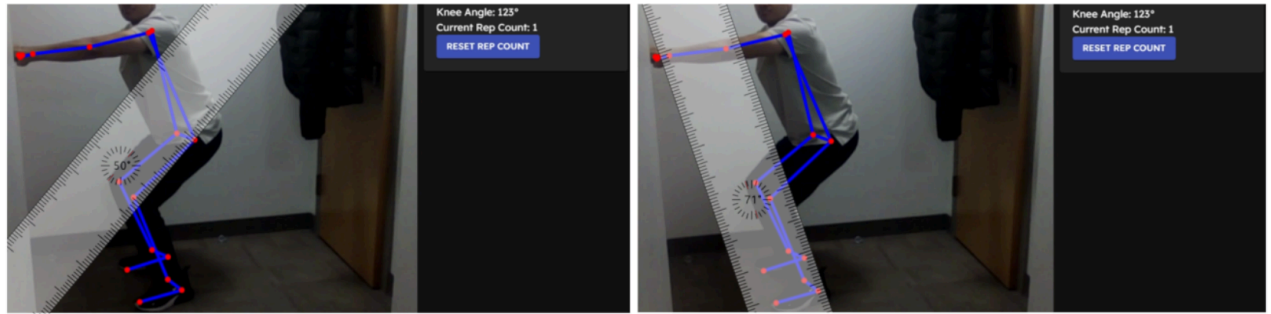 Knee Angle: 123°
Current Rep Count: 1
RESET REP COUNT
50°
Knee Angle: 123°
Current Rep Count: 1
RESET REP COUNT
71°